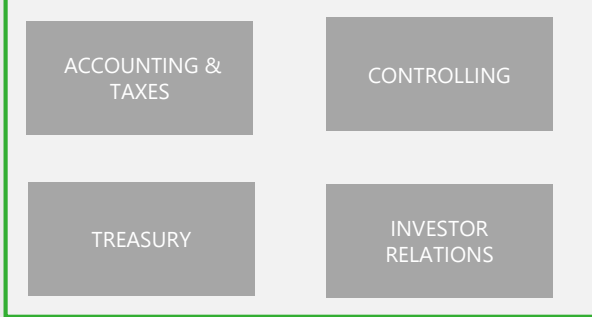 ACCOUNTING &
TAXES
CONTROLLING
TREASURY
INVESTOR
RELATIONS